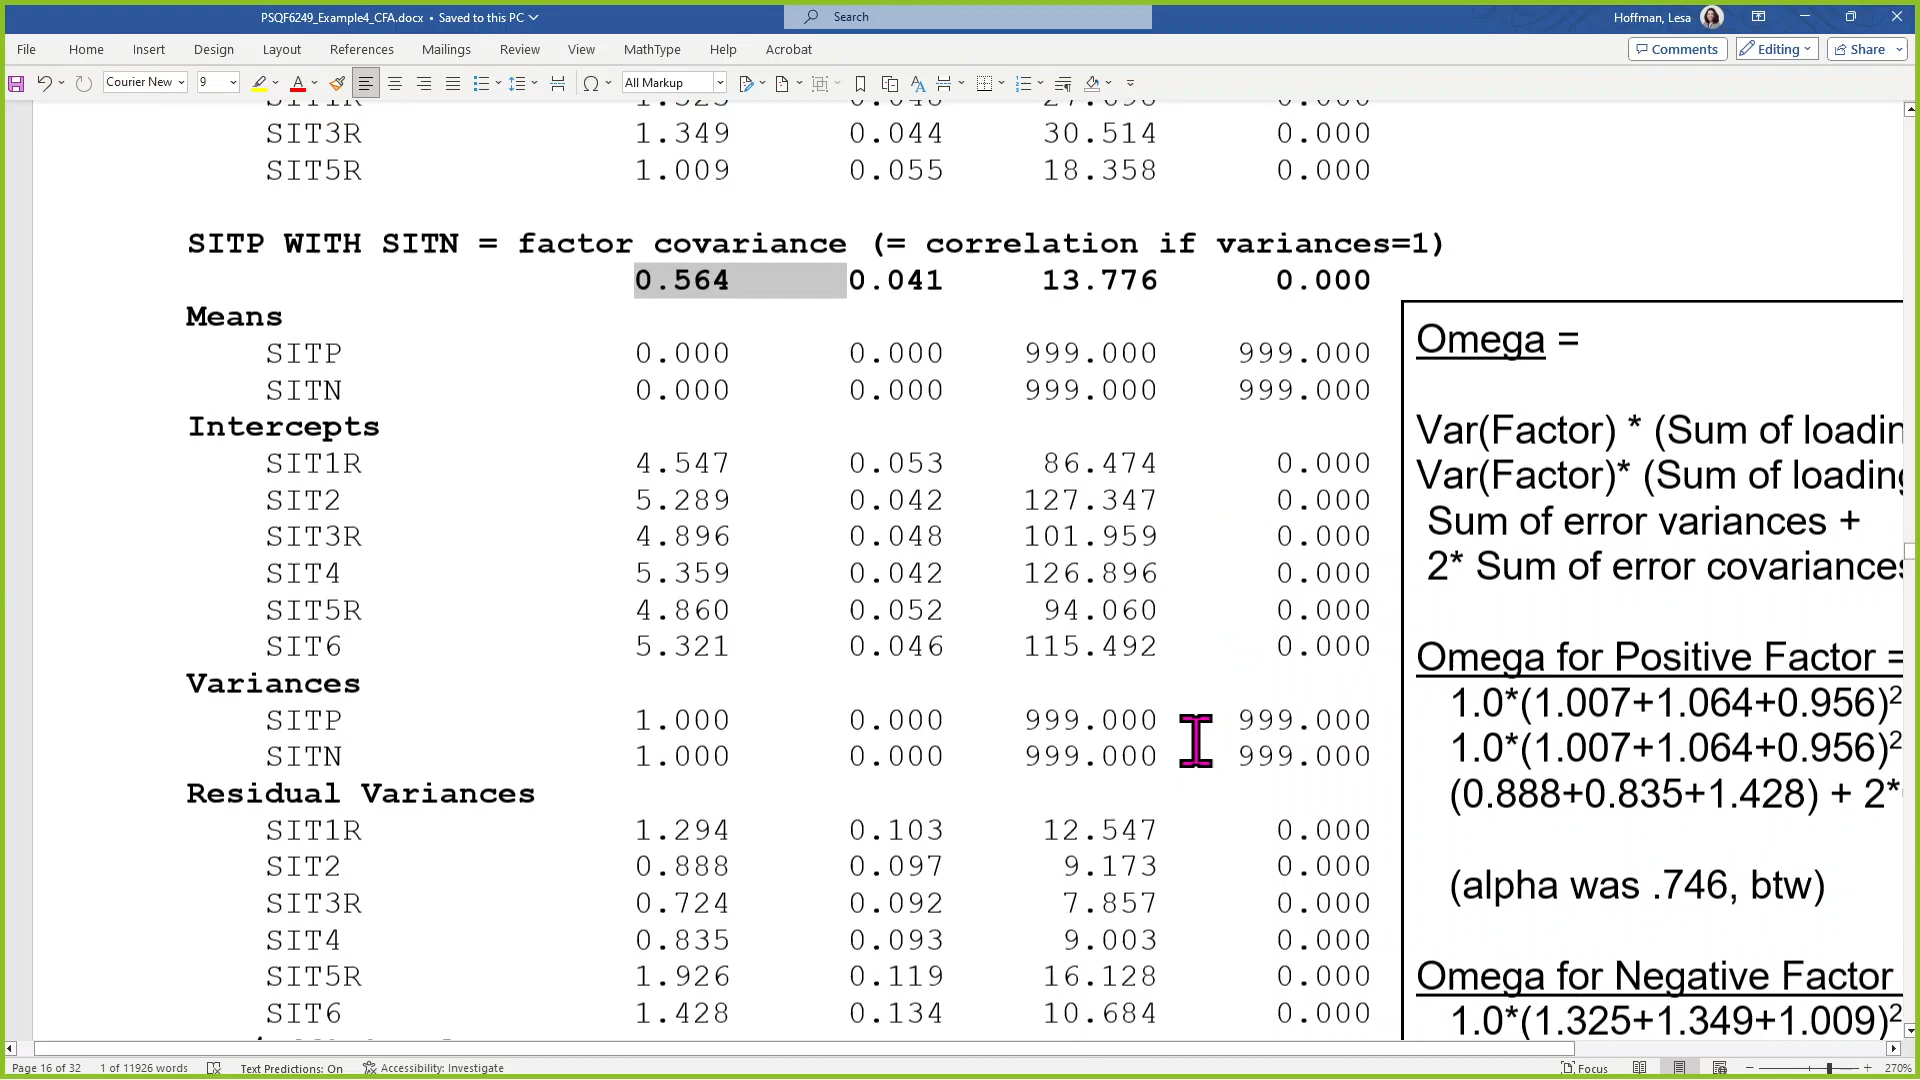 PSQF6249_Example4_CFA.docx • Saved to this PC
Search
Hoffman, Lesa
File Home Insert Design Layout References Mailings Review View MathType Help Acrobat
Comments Editing Share
Courier New 9 All Markup
SIT3R 1.349 0.044 30.514 0.000
SIT5R 1.009 0.055 18.358 0.000
SITP WITH SITN = factor covariance (= correlation if variances=1)
0.564 0.041 13.776 0.000
Means
SITP 0.000 0.000 999.000 999.000
SITN 0.000 0.000 999.000 999.000
Intercepts
SIT1R 4.547 0.053 86.474 0.000
SIT2 5.289 0.042 127.347 0.000
SIT3R 4.896 0.048 101.959 0.000
SIT4 5.359 0.042 126.896 0.000
SIT5R 4.860 0.052 94.060 0.000
SIT6 5.321 0.046 115.492 0.000
Variances
SITP 1.000 0.000 999.000 999.000
SITN 1.000 0.000 999.000 999.000
Residual Variances
SIT1R 1.294 0.103 12.547 0.000
SIT2 0.888 0.097 9.173 0.000
SIT3R 0.724 0.092 7.857 0.000
SIT4 0.835 0.093 9.003 0.000
SIT5R 1.926 0.119 16.128 0.000
SIT6 1.428 0.134 10.684 0.000
Omega =
Var(Factor) * (Sum of loadin
Var(Factor)* (Sum of loading
Sum of error variances +
2* Sum of error covariances
Omega for Positive Factor =
1.0*(1.007+1.064+0.956)²
1.0*(1.007+1.064+0.956)²
(0.888+0.835+1.428) + 2*
(alpha was .746, btw)
Omega for Negative Factor
1.0*(1.325+1.349+1.009)²
Page 16 of 32 1 of 11926 words Text Predictions: On Accessibility: Investigate Focus 270%